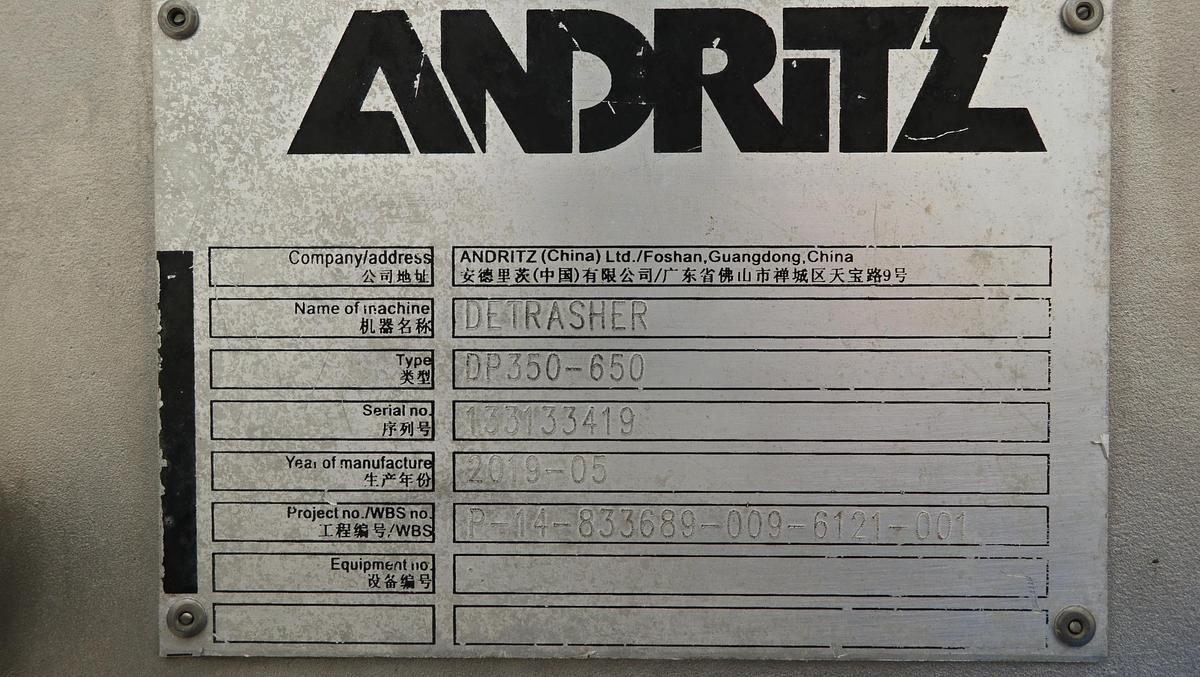 ANDRITZ
Company/address
公司地址
ANDRITZ (China) Ltd./Foshan,Guangdong,China
安德里茨(中国)有限公司/广东省佛山市禅城区天宝路9号
Name of machine
机器名称
DETRASHER
Type
类型
DP350-650
Serial no.
序列号
133133419
Year of manufacture
生产年份
2019-05
Project no./WBS no.
工程编号/WBS
P-14-833689-009-6121-001
Equipment no.
设备编号